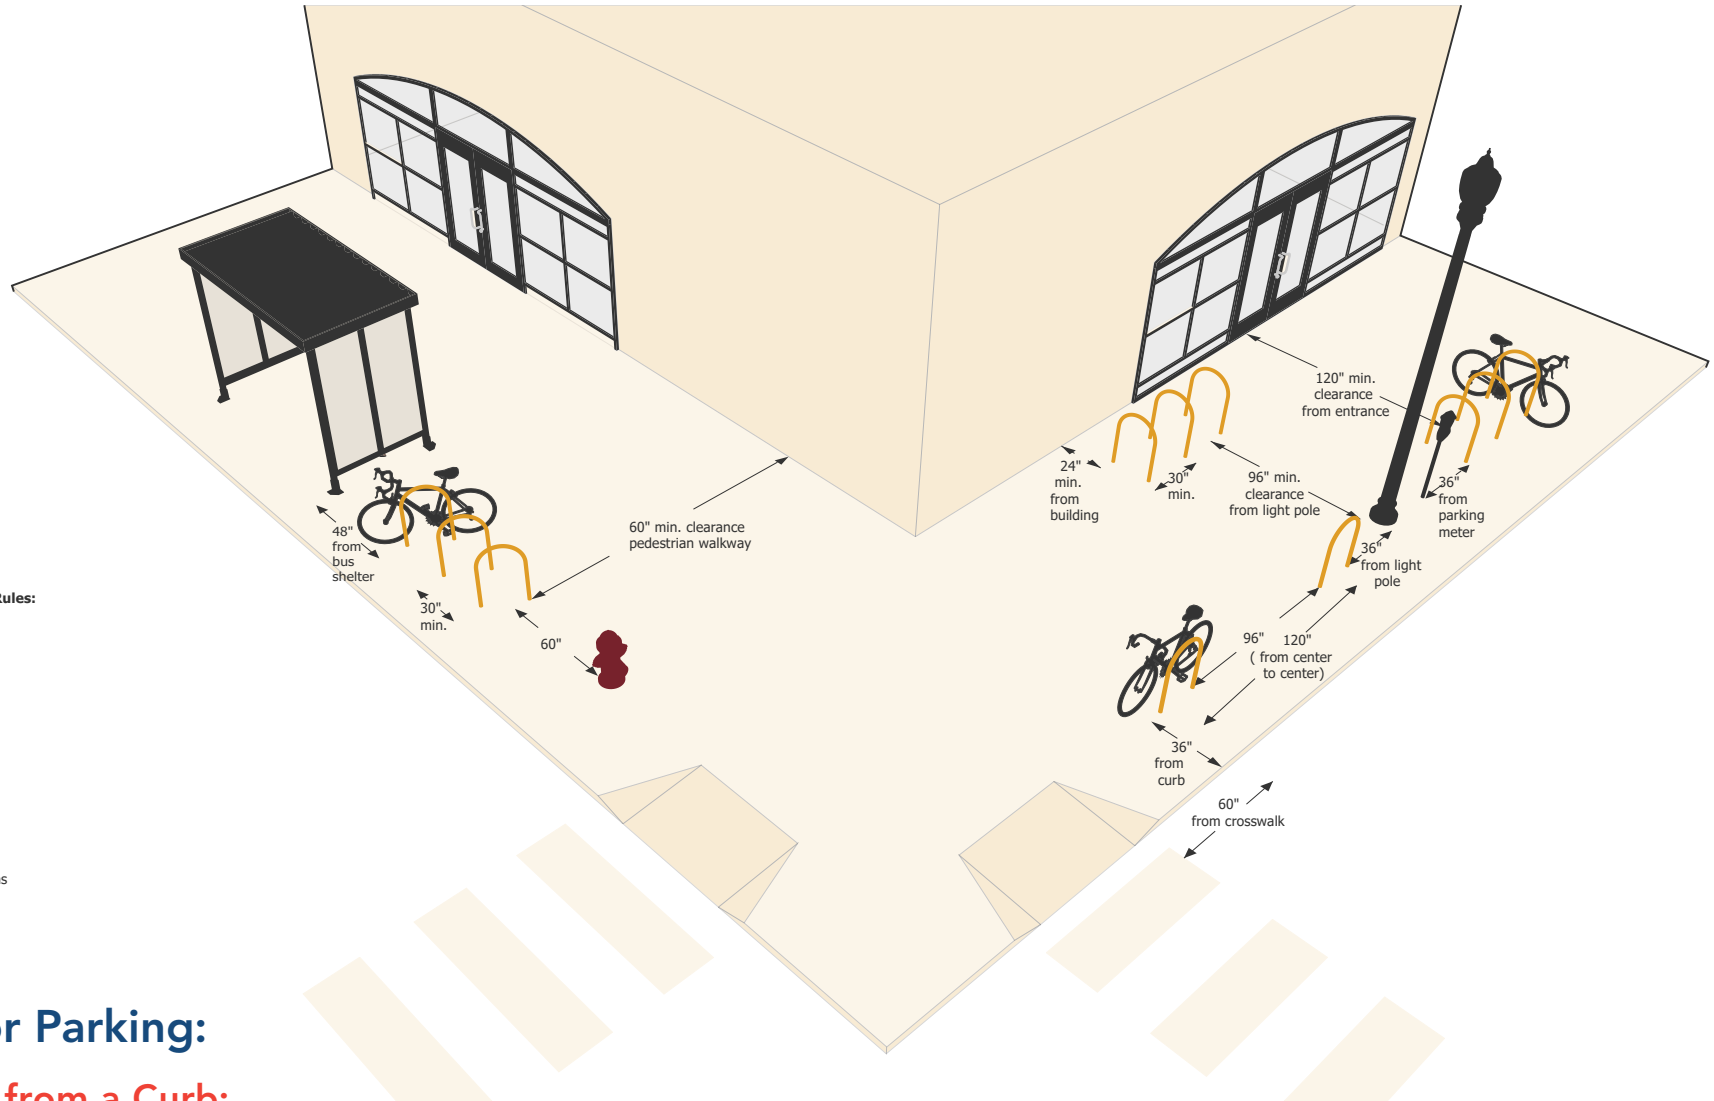 120" min.
clearance
from entrance
24"
min.
from
building
30"
min.
96" min.
clearance
from light pole
36"
from
parking
meter
60" min. clearance
pedestrian walkway
48"
from
bus
shelter
36"
from light
pole
30"
min.
60"
96" 120"
( from center
to center)
36"
from
curb
60"
from crosswalk
Rules:
or Parking:
from a Curb: